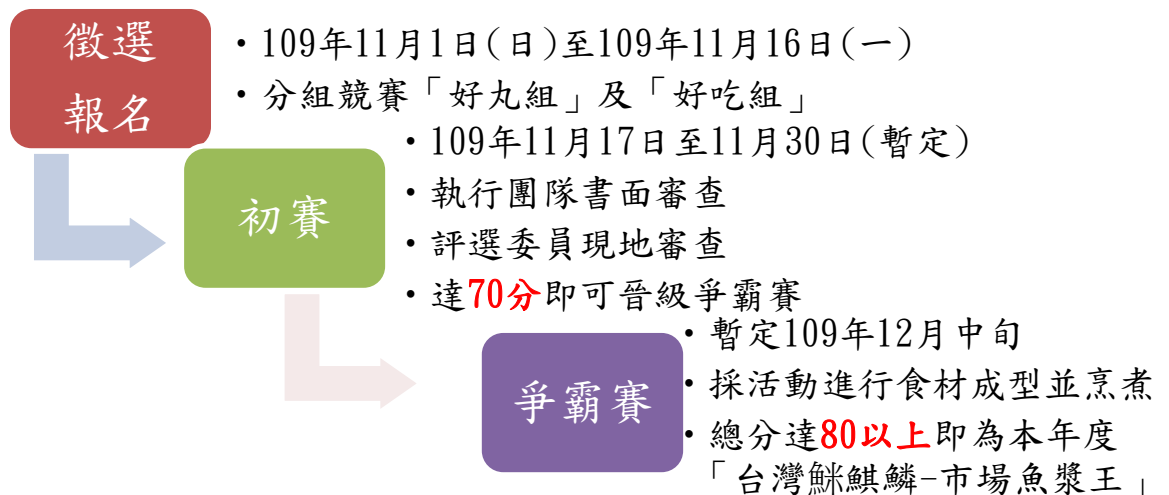 徵選
報名
・109年11月1日(日)至109年11月16日(一)
・分組競賽「好丸組」及「好吃組」
初賽
・109年11月17日至11月30日(暫定)
・執行團隊書面審查
・評選委員現地審查
・達70分即可晉級爭霸賽
爭霸賽
・暫定109年12月中旬
・採活動進行食材成型並烹煮
・總分達80以上即為本年度
「台灣鮴麒鱗-市場魚漿王」